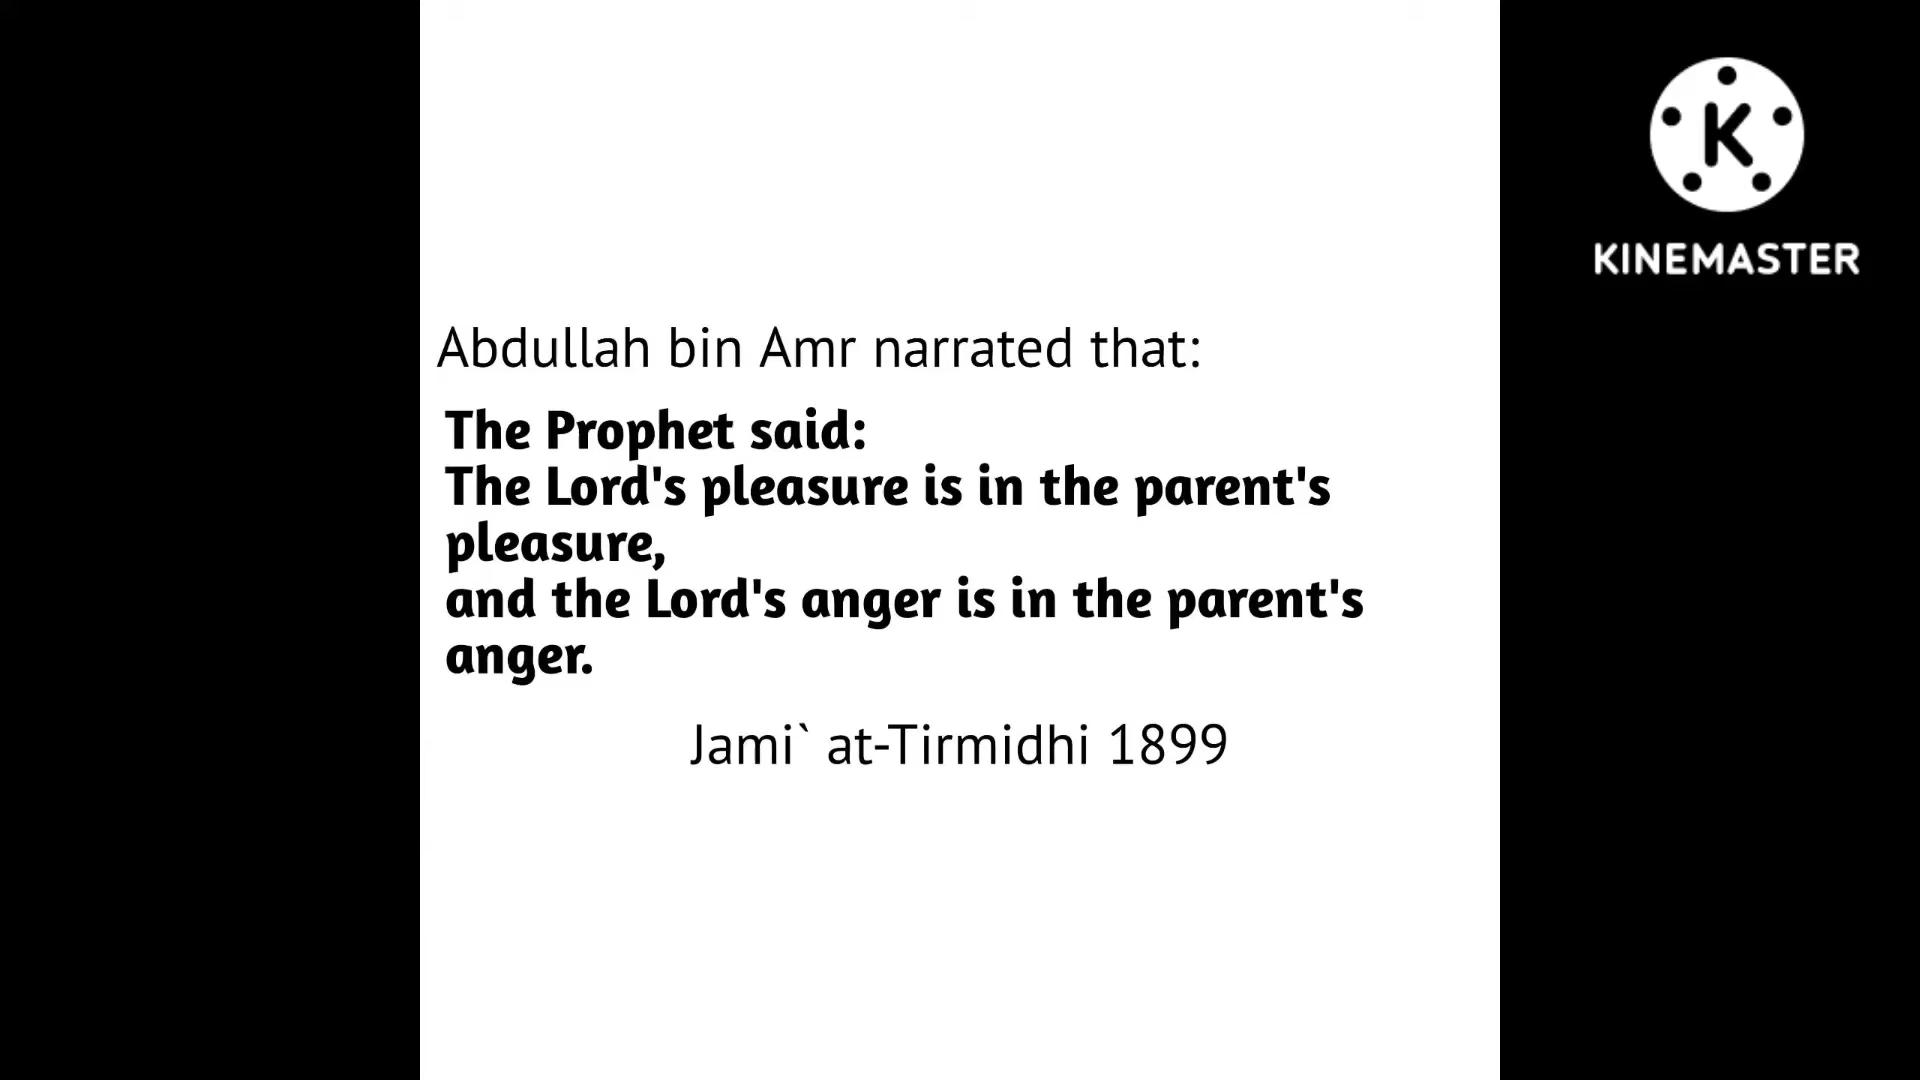 KINEMASTER
Abdullah bin Amr narrated that:
The Prophet said:
The Lord's pleasure is in the parent's
pleasure,
and the Lord's anger is in the parent's
anger.
Jami` at-Tirmidhi 1899